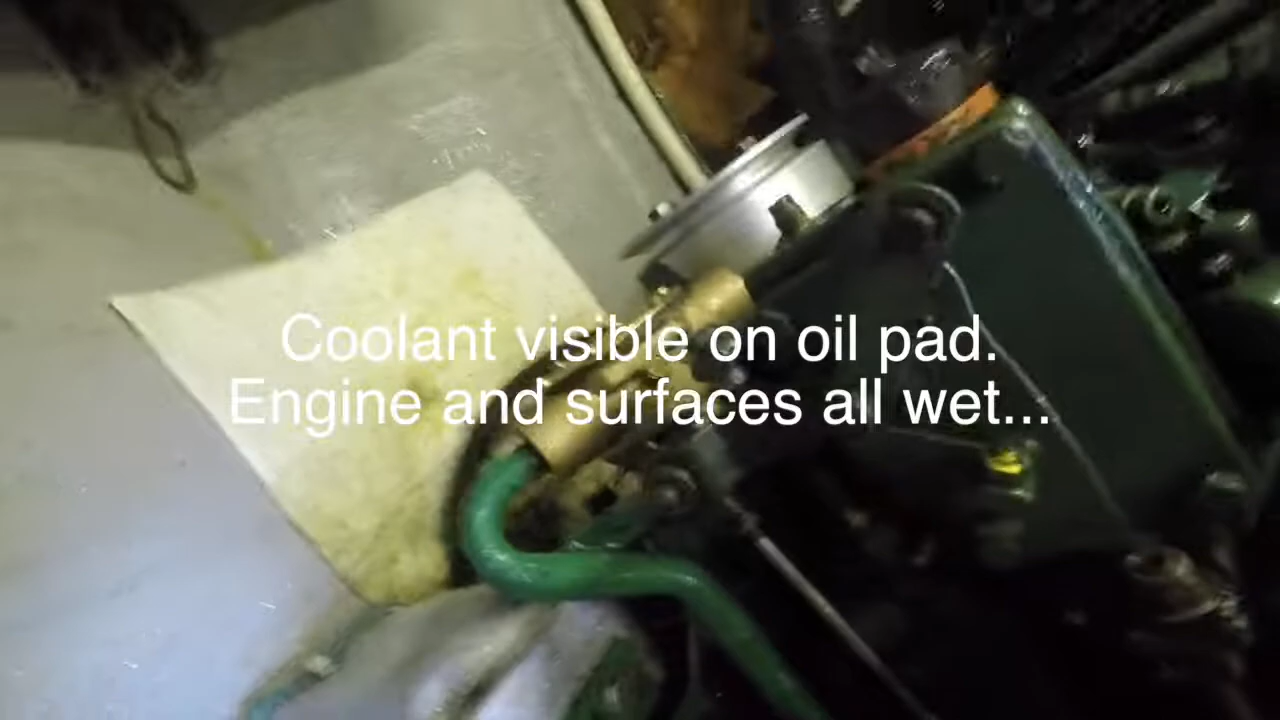 Coolant visible on oil pad.
Engine and surfaces all wet...